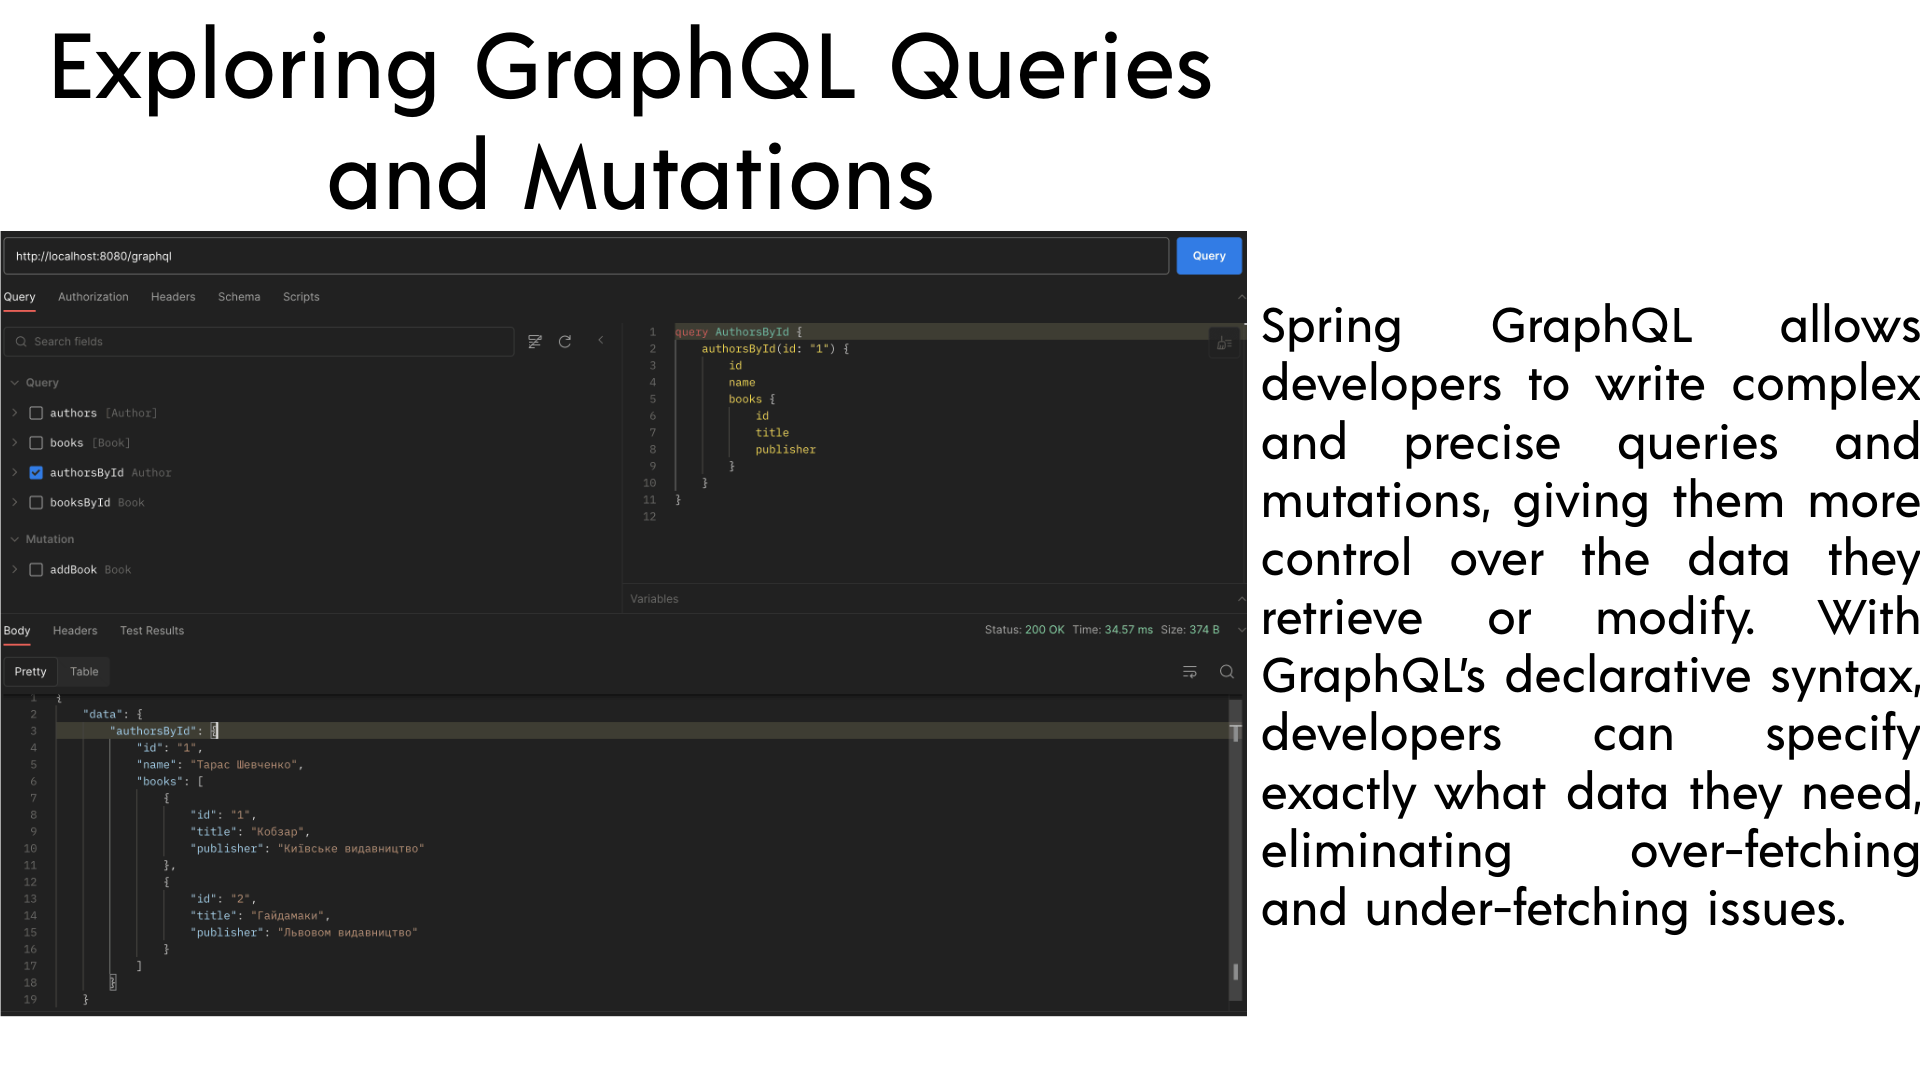 Exploring GraphQL Queries
and Mutations
http://localhost:8080/graphql
Query
Query Authorization Headers Schema Scripts
Search fields
Query
authors [Author]
books [Book]
authorsById Author
booksById Book
Mutation
addBook Book
1 query AuthorsById {
2 authorsById(id: "1") {
3 id
4 name
5 books {
6 id
7 title
8 publisher
9 }
10 }
11 }
12
Variables
Body Headers Test Results
Status: 200 OK Time: 34.57 ms Size: 374 B
Pretty Table
1 {
2 "data": {
3 "authorsById": {
4 "id": "1",
5 "name": "Тарас Шевченко",
6 "books": [
7 {
8 "id": "1",
9 "title": "Кобзар",
10 "publisher": "Київське видавництво"
11 },
12 {
13 "id": "2",
14 "title": "Гайдамаки",
15 "publisher": "Львовом видавництво"
16 }
17 ]
18 }
19 }
Spring GraphQL allows
developers to write complex
and precise queries and
mutations, giving them more
control over the data they
retrieve or modify. With
GraphQL's declarative syntax,
developers can specify
exactly what data they need,
eliminating over-fetching
and under-fetching issues.